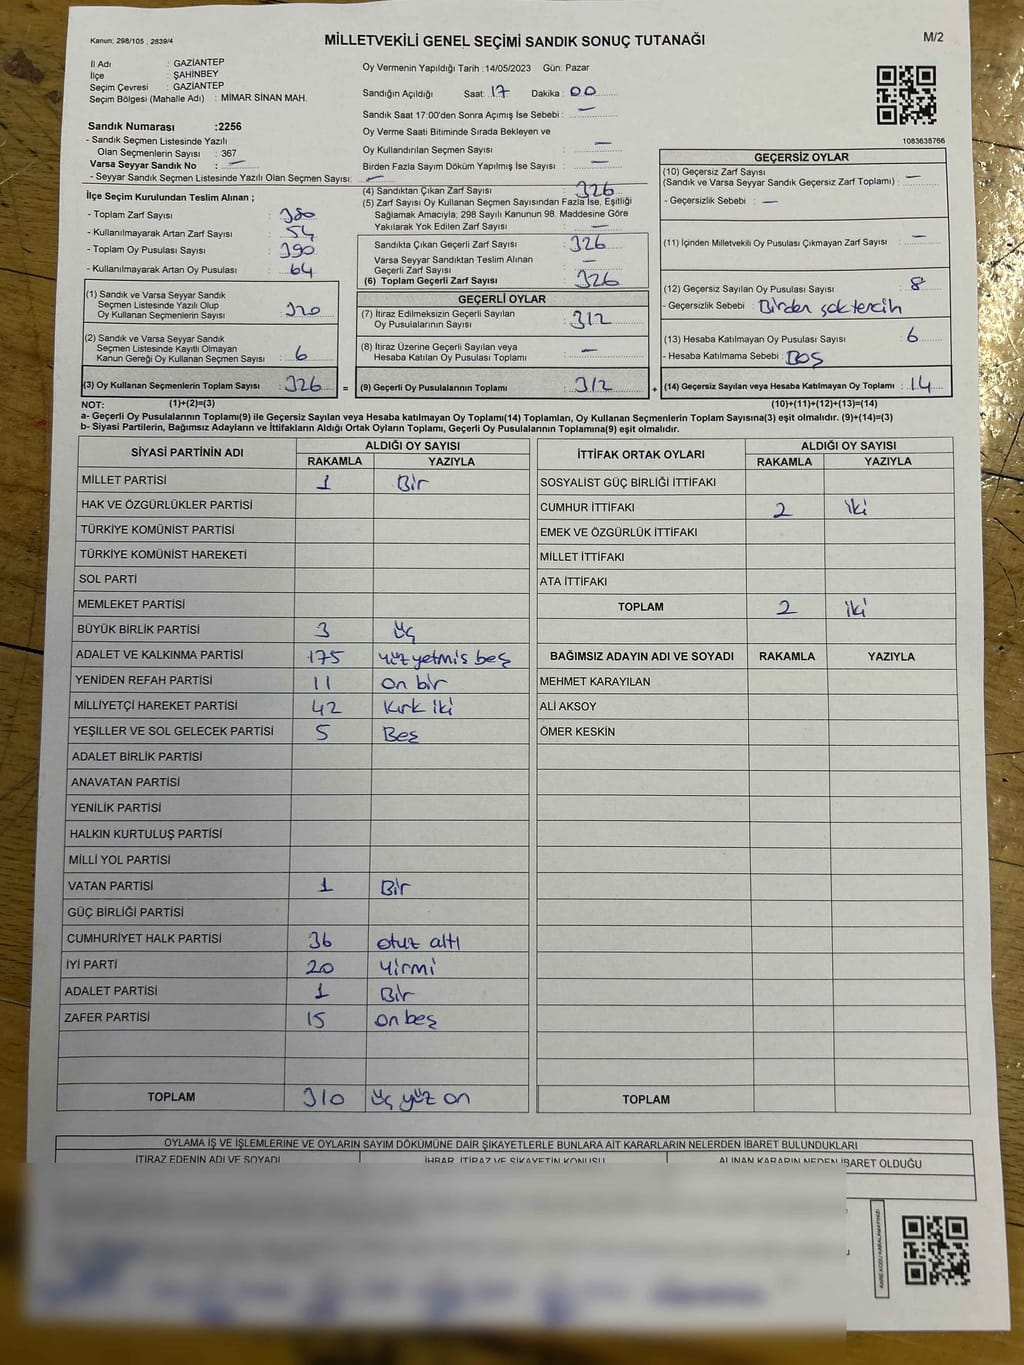 Kanun; 298/105 , 2839/4
MİLLETVEKİLİ GENEL SEÇİMİ SANDIK SONUÇ TUTANAĞI
M/2
İl Adı : GAZİANTEP
İlçe : ŞAHİNBEY
Seçim Çevresi : GAZİANTEP
Seçim Bölgesi (Mahalle Adı) : MİMAR SİNAN MAH.
Sandık Numarası :2256
- Sandık Seçmen Listesinde Yazılı
Olan Seçmenlerin Sayısı : 367
Varsa Seyyar Sandık No : —
- Seyyar Sandık Seçmen Listesinde Yazılı Olan Seçmen Sayısı: —
Oy Vermenin Yapıldığı Tarih :14/05/2023 Gün: Pazar
Sandığın Açıldığı Saat: 17 Dakika : 00
Sandık Saat 17:00'den Sonra Açımış İse Sebebi : —
Oy Verme Saati Bitiminde Sırada Bekleyen ve
Oy Kullandırılan Seçmen Sayısı —
Birden Fazla Sayım Döküm Yapılmış İse Sayısı : —
1083638766
İlçe Seçim Kurulundan Teslim Alınan ;
- Toplam Zarf Sayısı : 380
- Kullanılmayarak Artan Zarf Sayısı : 54
- Toplam Oy Pusulası Sayısı : 390
- Kullanılmayarak Artan Oy Pusulası : 64
(1) Sandık ve Varsa Seyyar Sandık
Seçmen Listesinde Yazılı Olup
Oy Kullanan Seçmenlerin Sayısı : 320
(2) Sandık ve Varsa Seyyar Sandık
Seçmen Listesinde Kayıtlı Olmayan
Kanun Gereği Oy Kullanan Seçmen Sayısı : 6
(3) Oy Kullanan Seçmenlerin Toplam Sayısı : 326 =
(4) Sandıktan Çıkan Zarf Sayısı : 326
(5) Zarf Sayısı Oy Kullanan Seçmen Sayısından Fazla İse, Eşitliği
Sağlamak Amacıyla; 298 Sayılı Kanunun 98. Maddesine Göre
Yakılarak Yok Edilen Zarf Sayısı : —
Sandıkta Çıkan Geçerli Zarf Sayısı : 326
Varsa Seyyar Sandıktan Teslim Alınan
Geçerli Zarf Sayısı : —
(6) Toplam Geçerli Zarf Sayısı : 326
GEÇERLİ OYLAR
(7) İtiraz Edilmeksizin Geçerli Sayılan
Oy Pusulalarının Sayısı : 312
(8) İtiraz Üzerine Geçerli Sayılan veya
Hesaba Katılan Oy Pusulası Toplamı : —
(9) Geçerli Oy Pusulalarının Toplamı : 312 +
GEÇERSİZ OYLAR
(10) Geçersiz Zarf Sayısı
(Sandık ve Varsa Seyyar Sandık Geçersiz Zarf Toplamı) : —
- Geçersizlik Sebebi : —
(11) İçinden Milletvekili Oy Pusulası Çıkmayan Zarf Sayısı : —
(12) Geçersiz Sayılan Oy Pusulası Sayısı : 8
- Geçersizlik Sebebi : Birden çok tercih
(13) Hesaba Katılmayan Oy Pusulası Sayısı : 6
- Hesaba Katılmama Sebebi : Boş
(14) Geçersiz Sayılan veya Hesaba Katılmayan Oy Toplamı : 14
NOT: (1)+(2)=(3) (10)+(11)+(12)+(13)=(14)
a- Geçerli Oy Pusulalarının Toplamı(9) ile Geçersiz Sayılan veya Hesaba katılmayan Oy Toplamı(14) Toplamları, Oy Kullanan Seçmenlerin Toplam Sayısına(3) eşit olmalıdır. (9)+(14)=(3)
b- Siyasi Partilerin, Bağımsız Adayların ve İttifakların Aldığı Ortak Oyların Toplamı, Geçerli Oy Pusulalarının Toplamına(9) eşit olmalıdır.
SİYASİ PARTİNİN ADI ALDIĞI OY SAYISI
RAKAMLA YAZIYLA
MİLLET PARTİSİ 1 Bir
HAK VE ÖZGÜRLÜKLER PARTİSİ
TÜRKİYE KOMÜNİST PARTİSİ
TÜRKİYE KOMÜNİST HAREKETİ
SOL PARTİ
MEMLEKET PARTİSİ
BÜYÜK BİRLİK PARTİSİ 3 üç
ADALET VE KALKINMA PARTİSİ 175 yüz yetmiş beş
YENİDEN REFAH PARTİSİ 11 on bir
MİLLİYETÇİ HAREKET PARTİSİ 42 Kırk iki
YEŞİLLER VE SOL GELECEK PARTİSİ 5 Beş
ADALET BİRLİK PARTİSİ
ANAVATAN PARTİSİ
YENİLİK PARTİSİ
HALKIN KURTULUŞ PARTİSİ
MİLLİ YOL PARTİSİ
VATAN PARTİSİ 1 Bir
GÜÇ BİRLİĞİ PARTİSİ
CUMHURİYET HALK PARTİSİ 36 otuz altı
İYİ PARTİ 20 yirmi
ADALET PARTİSİ 1 Bir
ZAFER PARTİSİ 15 on beş
TOPLAM 310 üç yüz on
İTTİFAK ORTAK OYLARI ALDIĞI OY SAYISI
RAKAMLA YAZIYLA
SOSYALİST GÜÇ BİRLİĞİ İTTİFAKI
CUMHUR İTTİFAKI 2 iki
EMEK VE ÖZGÜRLÜK İTTİFAKI
MİLLET İTTİFAKI
ATA İTTİFAKI
TOPLAM 2 iki
BAĞIMSIZ ADAYIN ADI VE SOYADI RAKAMLA YAZIYLA
MEHMET KARAYILAN
ALİ AKSOY
ÖMER KESKİN
TOPLAM
OYLAMA İŞ VE İŞLEMLERİNE VE OYLARIN SAYIM DÖKÜMÜNE DAİR ŞİKAYETLERLE BUNLARA AİT KARARLARIN NELERDEN İBARET BULUNDUKLARI
İTİRAZ EDENİN ADI VE SOYADI İHBAR, İTİRAZ VE ŞİKAYETİN KONUSU ALINAN KARARIN NEDEN İBARET OLDUĞU